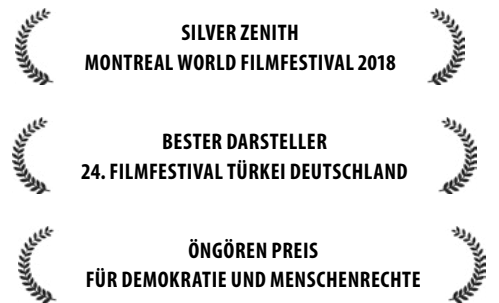 SILVER ZENITH
MONTREAL WORLD FILMFESTIVAL 2018
BESTER DARSTELLER
24. FILMFESTIVAL TÜRKEI DEUTSCHLAND
ÖNGÖREN PREIS
FÜR DEMOKRATIE UND MENSCHENRECHTE